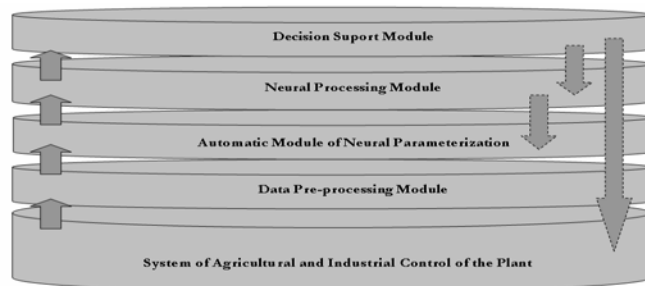 Decision Suport Module
Neural Processing Module
Automatic Module of Neural Parameterization
Data Pre-processing Module
System of Agricultural and Industrial Control of the Plant